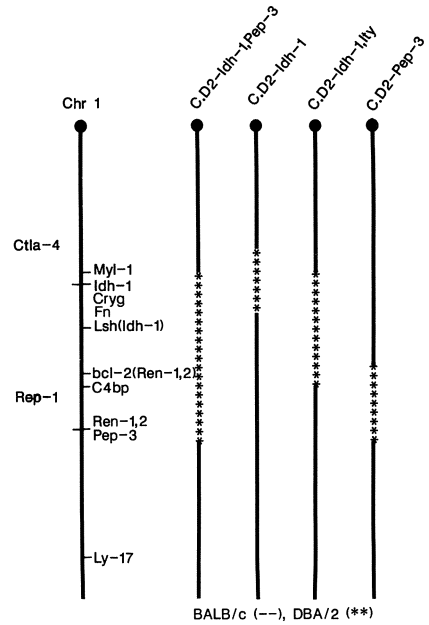 C.D2-Idh-1,Pep-3
C.D2-Idh-1
C.D2-Idh-1,Ity
C.D2-Pep-3
Chr 1
Ctla-4
Myl-1
Idh-1
Cryg
Fn
Lsh(Idh-1)
bcl-2(Ren-1,2)
C4bp
Rep-1
Ren-1,2
Pep-3
Ly-17
BALB/c (--), DBA/2 (**)